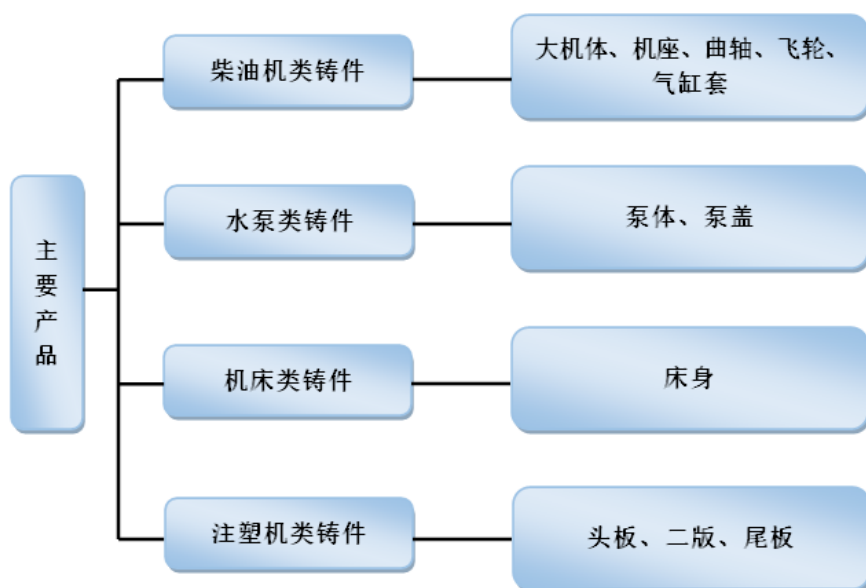 主要产品
柴油机类铸件
大机体、机座、曲轴、飞轮、
气缸套
水泵类铸件
泵体、泵盖
机床类铸件
床身
注塑机类铸件
头板、二版、尾板